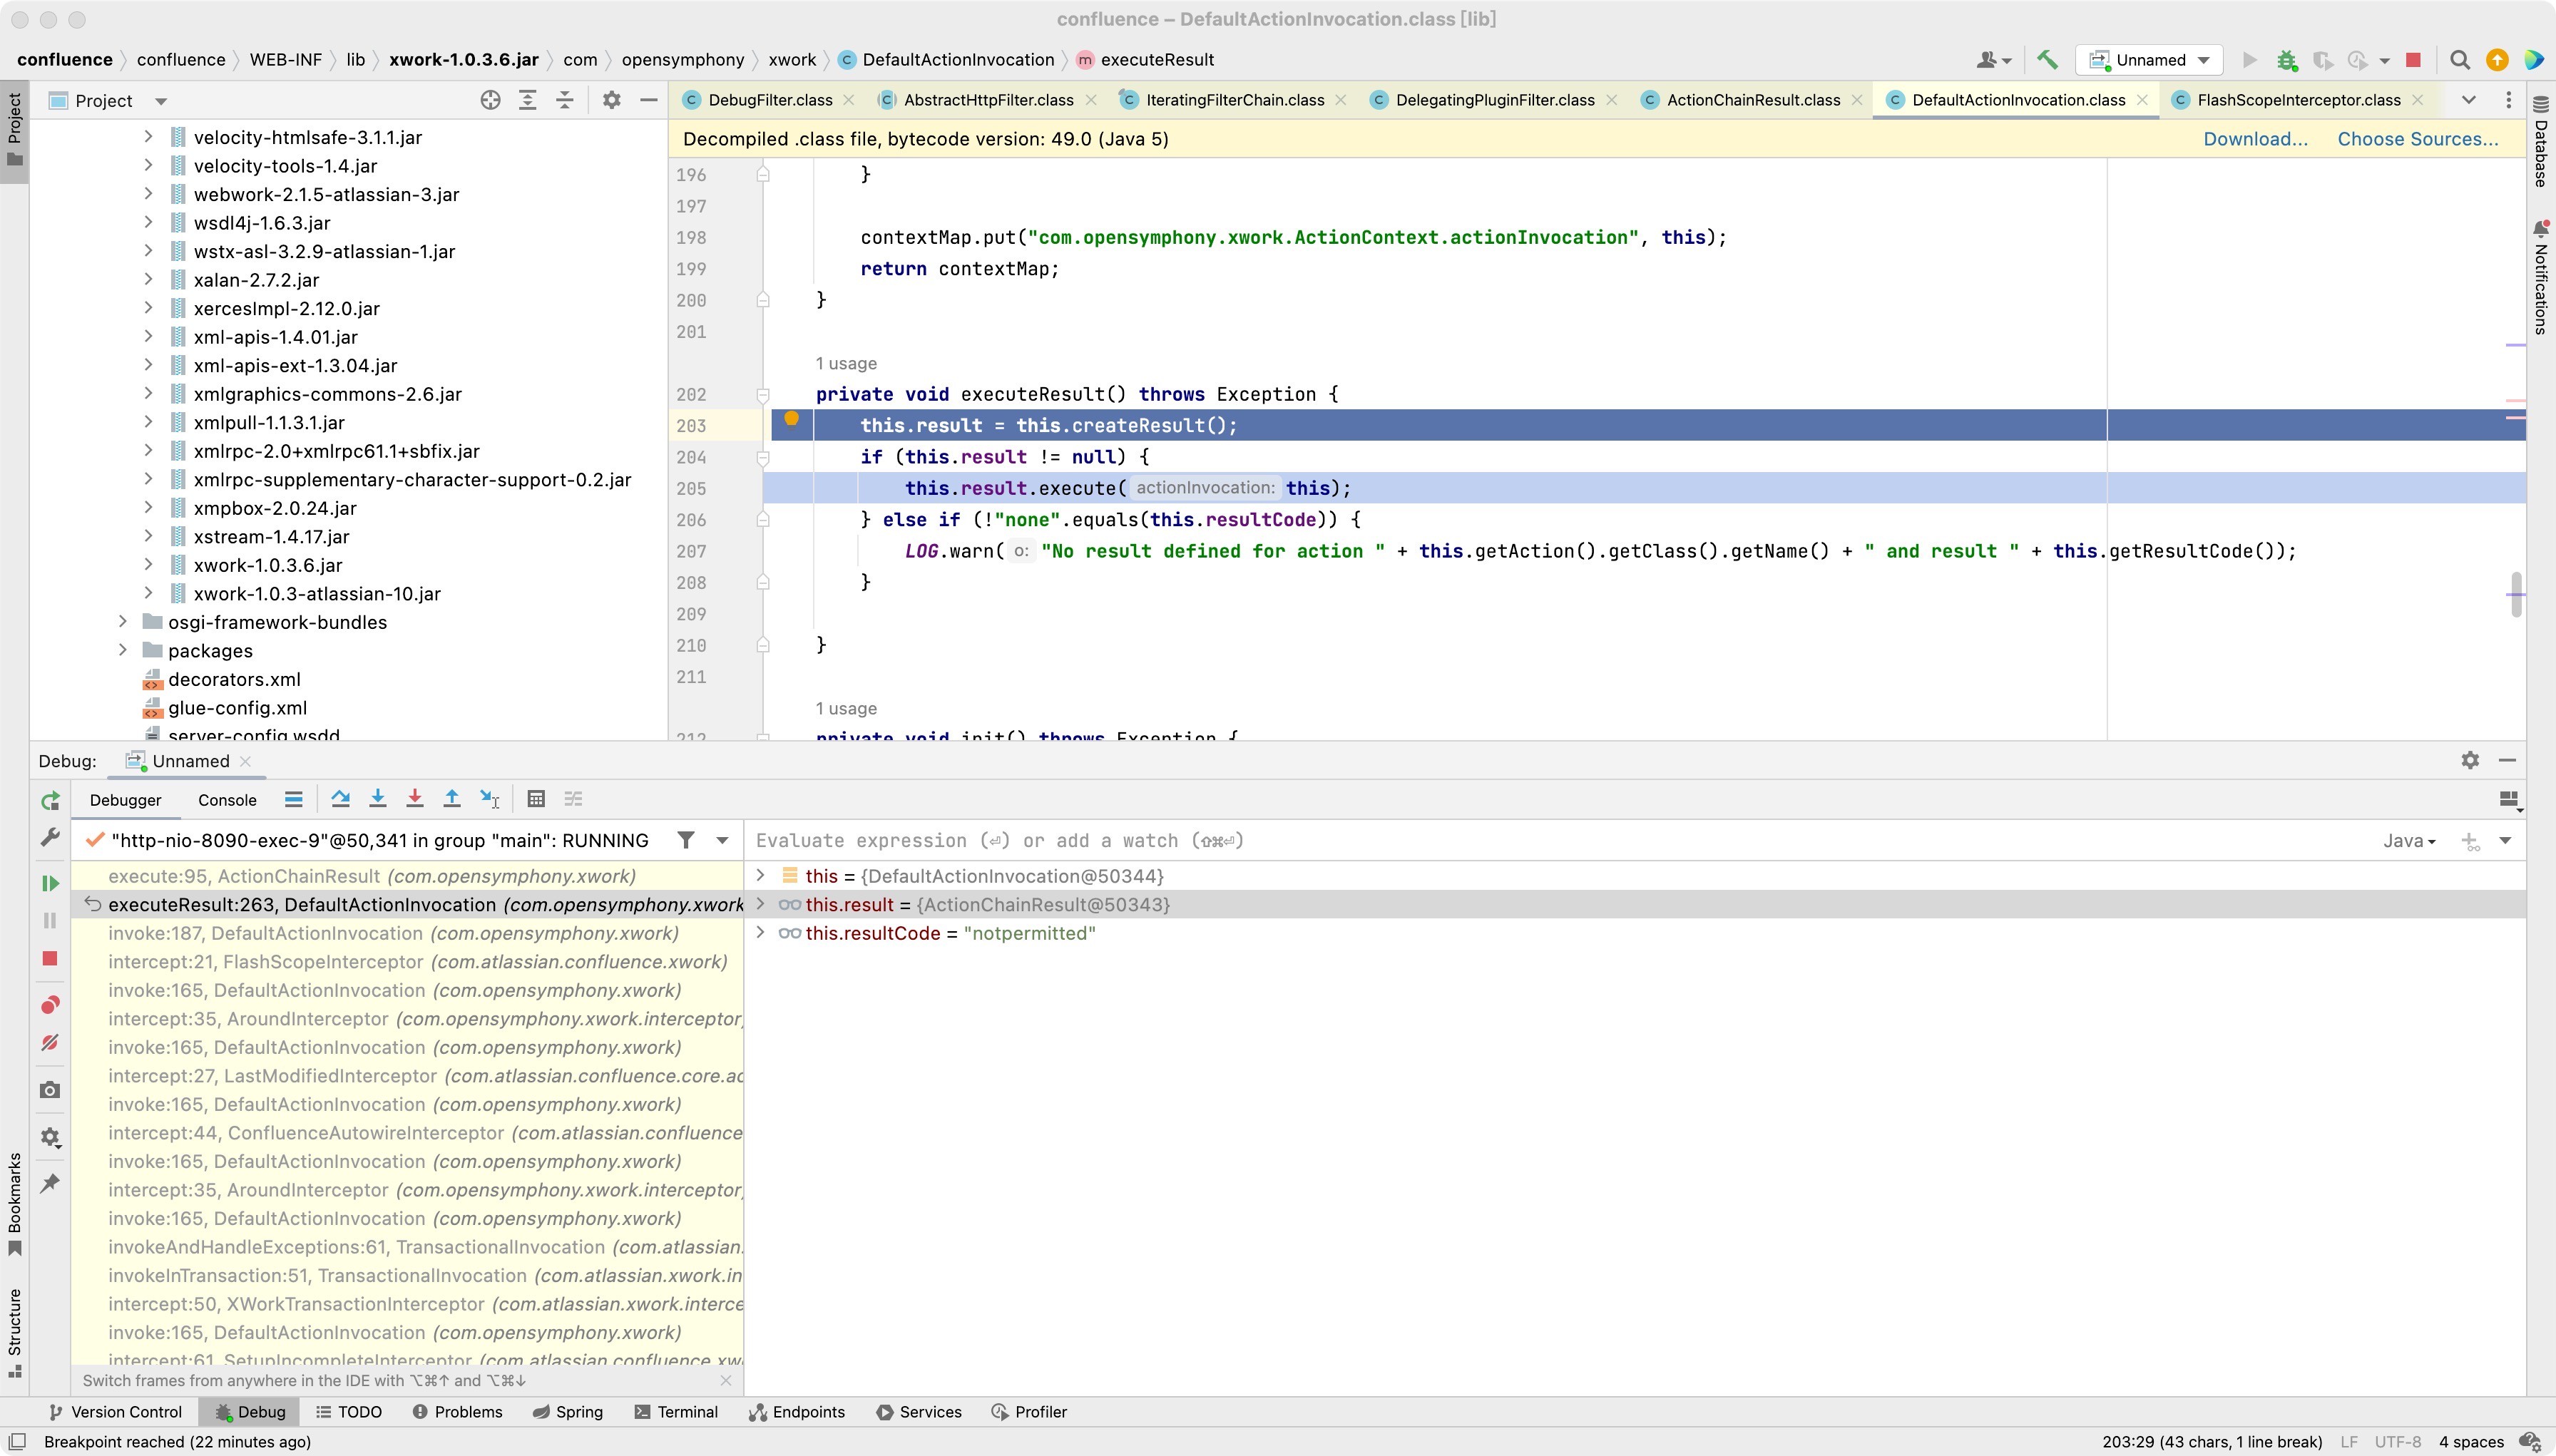 confluence – DefaultActionInvocation.class [lib]
confluence 〉 confluence 〉 WEB-INF 〉 lib 〉 xwork-1.0.3.6.jar 〉 com 〉 opensymphony 〉 xwork 〉 DefaultActionInvocation 〉 executeResult
Unnamed
Project
DebugFilter.class
AbstractHttpFilter.class
IteratingFilterChain.class
DelegatingPluginFilter.class
ActionChainResult.class
DefaultActionInvocation.class
FlashScopeInterceptor.class
Project
Bookmarks
Structure
Database
Notifications
velocity-htmlsafe-3.1.1.jar
velocity-tools-1.4.jar
webwork-2.1.5-atlassian-3.jar
wsdl4j-1.6.3.jar
wstx-asl-3.2.9-atlassian-1.jar
xalan-2.7.2.jar
xercesImpl-2.12.0.jar
xml-apis-1.4.01.jar
xml-apis-ext-1.3.04.jar
xmlgraphics-commons-2.6.jar
xmlpull-1.1.3.1.jar
xmlrpc-2.0+xmlrpc61.1+sbfix.jar
xmlrpc-supplementary-character-support-0.2.jar
xmpbox-2.0.24.jar
xstream-1.4.17.jar
xwork-1.0.3.6.jar
xwork-1.0.3-atlassian-10.jar
osgi-framework-bundles
packages
decorators.xml
glue-config.xml
server-config.wsdd
Decompiled .class file, bytecode version: 49.0 (Java 5)
Download...
Choose Sources...
196 }
197
198 contextMap.put("com.opensymphony.xwork.ActionContext.actionInvocation", this);
199 return contextMap;
200 }
201
1 usage
202 private void executeResult() throws Exception {
203 this.result = this.createResult();
204 if (this.result != null) {
205 this.result.execute( actionInvocation: this);
206 } else if (!"none".equals(this.resultCode)) {
207 LOG.warn( o: "No result defined for action " + this.getAction().getClass().getName() + " and result " + this.getResultCode());
208 }
209
210 }
211
1 usage
212 private void init() throws Exception {
Debug:
Unnamed
Debugger
Console
"http-nio-8090-exec-9"@50,341 in group "main": RUNNING
execute:95, ActionChainResult (com.opensymphony.xwork)
executeResult:263, DefaultActionInvocation (com.opensymphony.xwork
invoke:187, DefaultActionInvocation (com.opensymphony.xwork)
intercept:21, FlashScopeInterceptor (com.atlassian.confluence.xwork)
invoke:165, DefaultActionInvocation (com.opensymphony.xwork)
intercept:35, AroundInterceptor (com.opensymphony.xwork.interceptor,
invoke:165, DefaultActionInvocation (com.opensymphony.xwork)
intercept:27, LastModifiedInterceptor (com.atlassian.confluence.core.ac
invoke:165, DefaultActionInvocation (com.opensymphony.xwork)
intercept:44, ConfluenceAutowireInterceptor (com.atlassian.confluence
invoke:165, DefaultActionInvocation (com.opensymphony.xwork)
intercept:35, AroundInterceptor (com.opensymphony.xwork.interceptor,
invoke:165, DefaultActionInvocation (com.opensymphony.xwork)
invokeAndHandleExceptions:61, TransactionalInvocation (com.atlassian.
invokeInTransaction:51, TransactionalInvocation (com.atlassian.xwork.in
intercept:50, XWorkTransactionInterceptor (com.atlassian.xwork.interce
invoke:165, DefaultActionInvocation (com.opensymphony.xwork)
intercept:61, SetupIncompleteInterceptor (com.atlassian.confluence.xw
Switch frames from anywhere in the IDE with ⌥⌘↑ and ⌥⌘↓
Evaluate expression (⏎) or add a watch (⇧⌘⏎)
Java
this = {DefaultActionInvocation@50344}
this.result = {ActionChainResult@50343}
this.resultCode = "notpermitted"
Version Control
Debug
TODO
Problems
Spring
Terminal
Endpoints
Services
Profiler
Breakpoint reached (22 minutes ago)
203:29 (43 chars, 1 line break)
LF
UTF-8
4 spaces